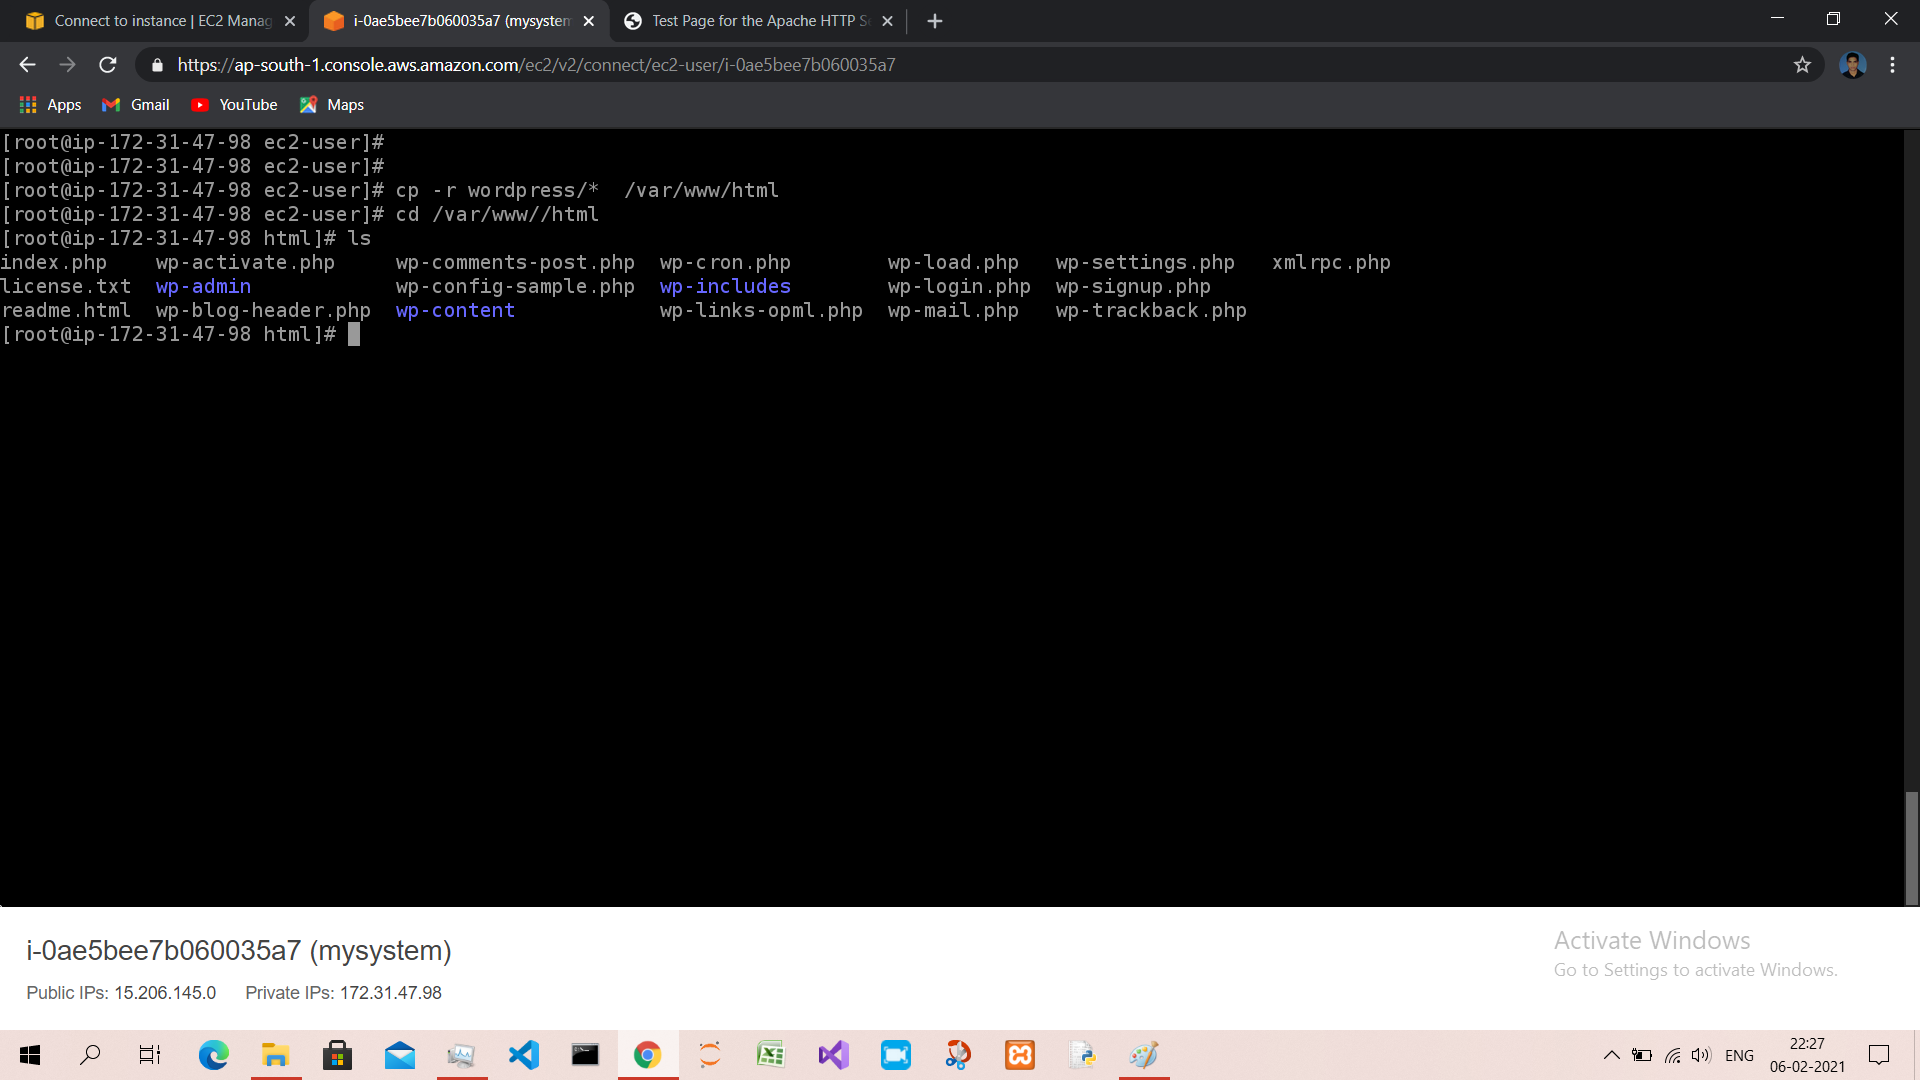 Connect to instance | EC2 Manag
i-0ae5bee7b060035a7 (mysystem
Test Page for the Apache HTTP Se
https://ap-south-1.console.aws.amazon.com/ec2/v2/connect/ec2-user/i-0ae5bee7b060035a7
Apps Gmail YouTube Maps
[root@ip-172-31-47-98 ec2-user]#
[root@ip-172-31-47-98 ec2-user]#
[root@ip-172-31-47-98 ec2-user]# cp -r wordpress/*  /var/www/html
[root@ip-172-31-47-98 ec2-user]# cd /var/www//html
[root@ip-172-31-47-98 html]# ls
index.php    wp-activate.php     wp-comments-post.php  wp-cron.php        wp-load.php   wp-settings.php   xmlrpc.php
license.txt  wp-admin            wp-config-sample.php  wp-includes        wp-login.php  wp-signup.php
readme.html  wp-blog-header.php  wp-content            wp-links-opml.php  wp-mail.php   wp-trackback.php
[root@ip-172-31-47-98 html]#
i-0ae5bee7b060035a7 (mysystem)
Public IPs: 15.206.145.0 Private IPs: 172.31.47.98
Activate Windows
Go to Settings to activate Windows.
ENG
22:27
06-02-2021